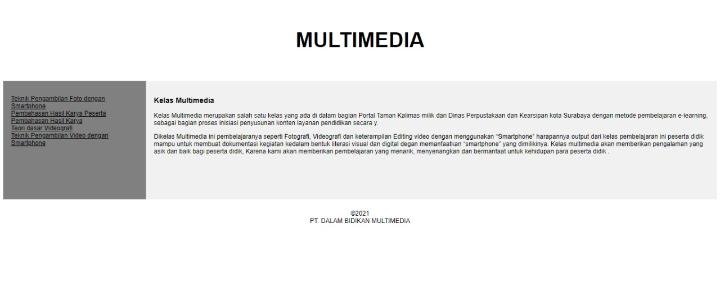 MULTIMEDIA
Teknik Pengambilan Foto dengan
Smartphone
Pembahasan Hasil Karya Peserta
Pembahasan Hasil Karya
Teori dasar Videografi
Teknik Pengambilan Video dengan
Smartphone
Kelas Multimedia
Kelas Multimedia merupakan salah satu kelas yang ada di dalam bagian Portal Taman Kalimas milik dan Dinas Perpustakaan dan Kearsipan kota Surabaya dengan metode pembelajaran e-learning,
sebagai bagian proses inisiasi penyusunan konten layanan pendidikan secara y.
Dikelas Multimedia ini pembelajaranya seperti Fotografi, Videografi dan keterampilan Editing video dengan menggunakan "Smartphone" harapannya output dari kelas pembelajaran ini peserta didik
mampu untuk membuat dokumentasi kegiatan kedalam bentuk literasi visual dan digital degan memanfaatkan "smartphone" yang dimilikinya. Kelas multimedia akan memberikan pengalaman yang
asik dan baik bagi peserta didik, Karena kami akan memberikan pembelajaran yang menarik, menyenangkan dan bermanfaat untuk kehidupan para peserta didik .
©2021
PT. DALAM BIDIKAN MULTIMEDIA